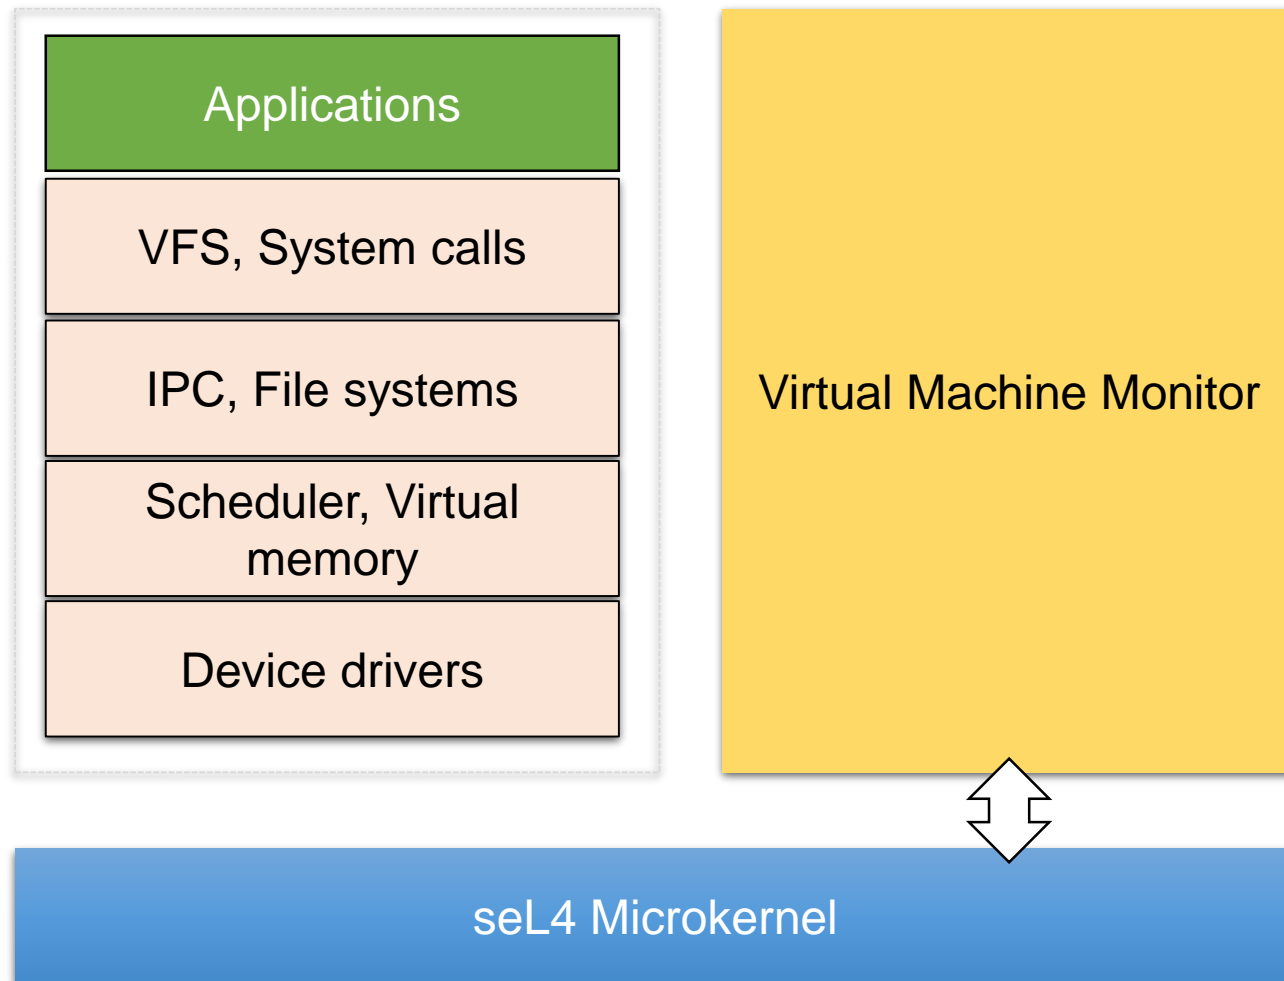 Applications
VFS, System calls
IPC, File systems
Scheduler, Virtual
memory
Device drivers
Virtual Machine Monitor
seL4 Microkernel